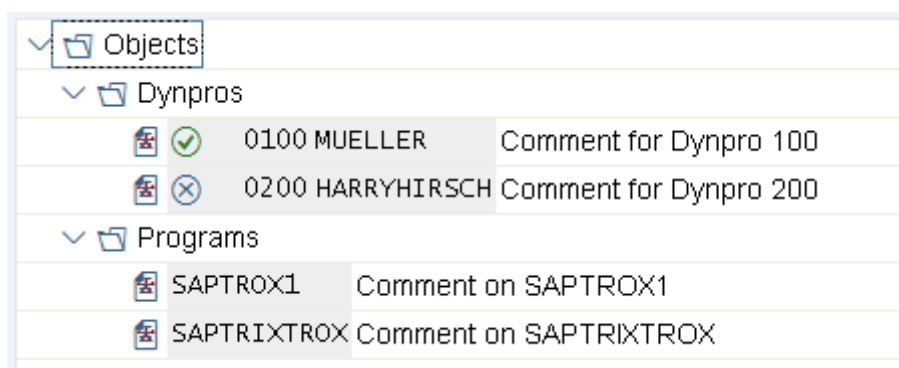 Objects
Dynpros
0100 MUELLER Comment for Dynpro 100
0200 HARRYHIRSCH Comment for Dynpro 200
Programs
SAPTROX1 Comment on SAPTROX1
SAPTRIXTROX Comment on SAPTRIXTROX